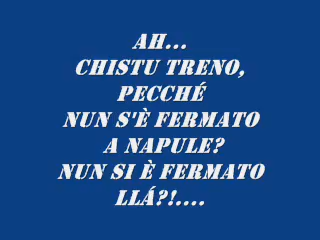 AH...
CHISTU TRENO,
PECCHÉ
NUN S'È FERMATO
A NAPULE?
NUN SI È FERMATO
LLÁ?!....